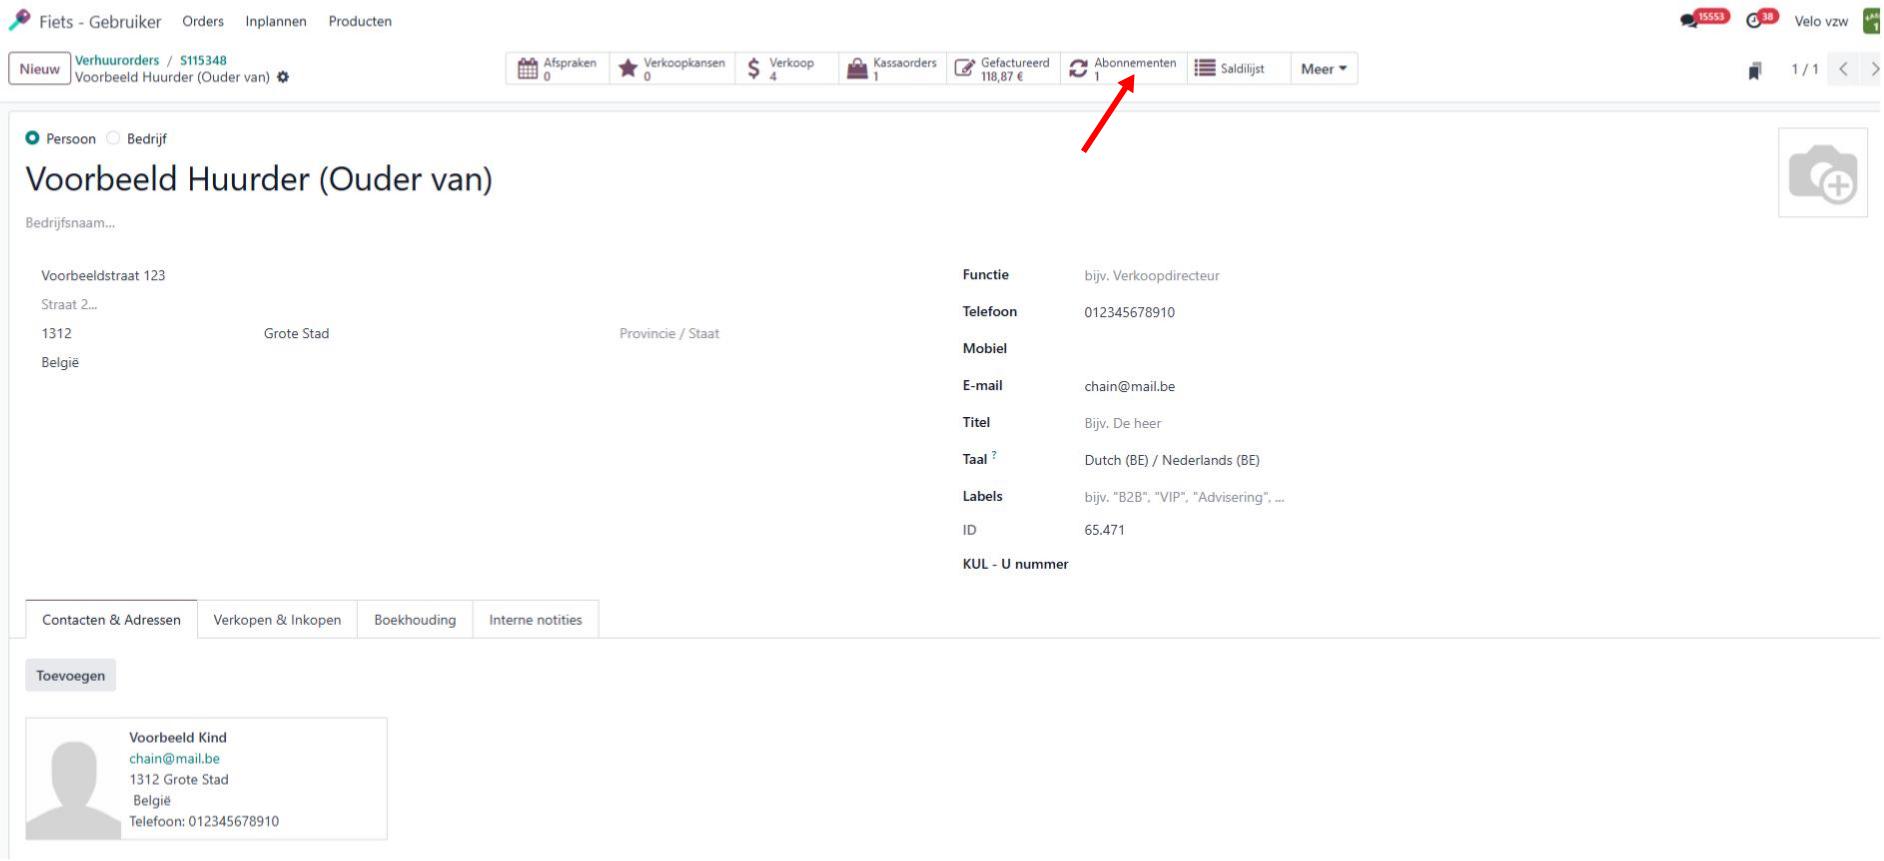 Fiets - Gebruiker Orders Inplannen Producten 15553 38 Velo vzw
Nieuw Verhuurorders / S115348
Voorbeeld Huurder (Ouder van)
Afspraken 0 Verkoopkansen 0 Verkoop 4 Kassaorders 1 Gefactureerd 118,87 € Abonnementen 1 Saldilijst Meer 1 / 1
Persoon Bedrijf
Voorbeeld Huurder (Ouder van)
Bedrijfsnaam...
Voorbeeldstraat 123
Straat 2...
1312 Grote Stad Provincie / Staat
België
Functie bijv. Verkoopdirecteur
Telefoon 012345678910
Mobiel
E-mail chain@mail.be
Titel Bijv. De heer
Taal ? Dutch (BE) / Nederlands (BE)
Labels bijv. "B2B", "VIP", "Advisering", ...
ID 65.471
KUL - U nummer
Contacten & Adressen Verkopen & Inkopen Boekhouding Interne notities
Toevoegen
Voorbeeld Kind
chain@mail.be
1312 Grote Stad
België
Telefoon: 012345678910